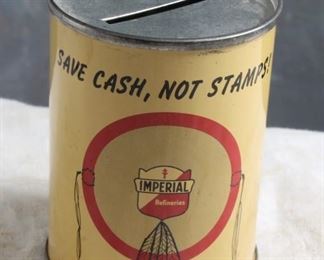 SAVE CASH, NOT STAMPS!
IMPERIAL
Refineries